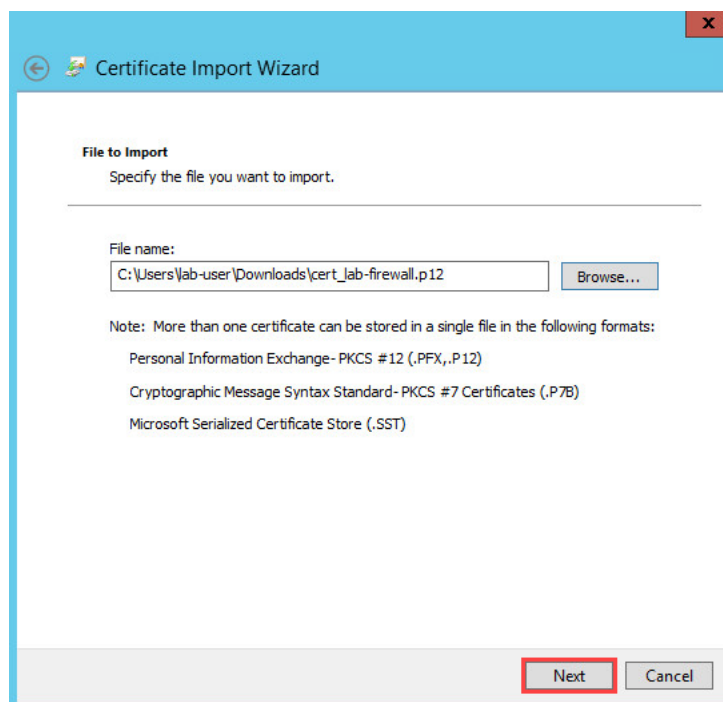 x
Certificate Import Wizard
File to Import
Specify the file you want to import.
File name:
C:\Users\lab-user\Downloads\cert_lab-firewall.p12
Browse...
Note: More than one certificate can be stored in a single file in the following formats:
Personal Information Exchange- PKCS #12 (.PFX,.P12)
Cryptographic Message Syntax Standard- PKCS #7 Certificates (.P7B)
Microsoft Serialized Certificate Store (.SST)
Next
Cancel